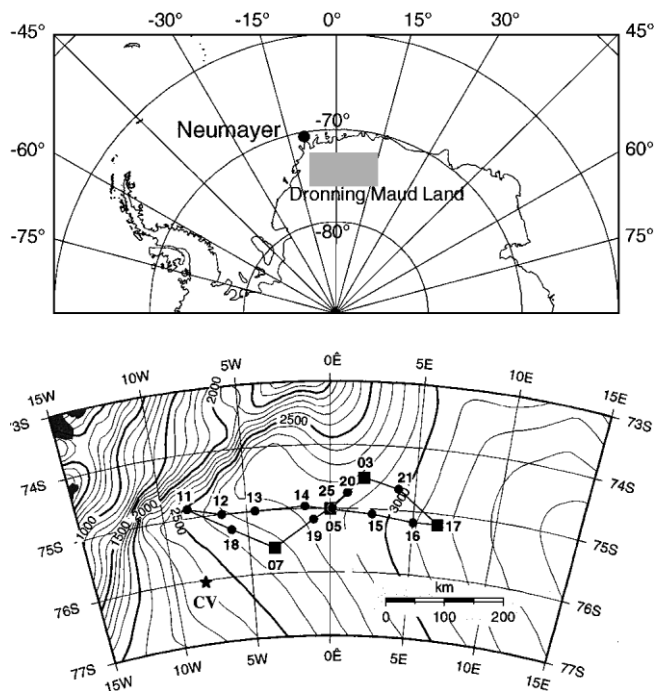 -45° -30° -15° 0° 15° 30° 45°
Neumayer
-70°
-60° 60°
Dronning Maud Land
-75° -80° 75°
15W 10W 5W 0Ê 5E 10E 15E
73S 2000 2500 73S
74S 03 74S
11 12 13 14 25 20 21
3000
1000 1500 2000 2500
18 19 05 15 16 17
75S 07 75S
CV
km
76S 0 100 200 76S
77S 77S
15W 10W 5W 0Ê 5E 10E 15E